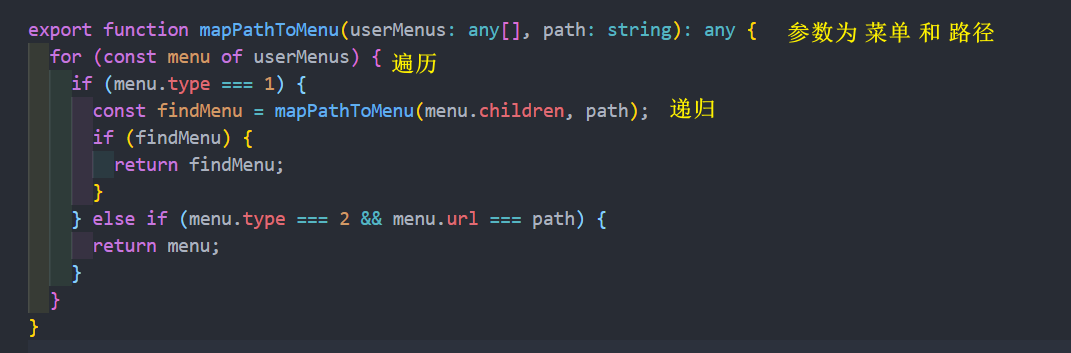 export function mapPathToMenu(userMenus: any[], path: string): any { 参数为 菜单 和 路径
for (const menu of userMenus) { 遍历
if (menu.type === 1) {
const findMenu = mapPathToMenu(menu.children, path); 递归
if (findMenu) {
return findMenu;
}
} else if (menu.type === 2 && menu.url === path) {
return menu;
}
}
}